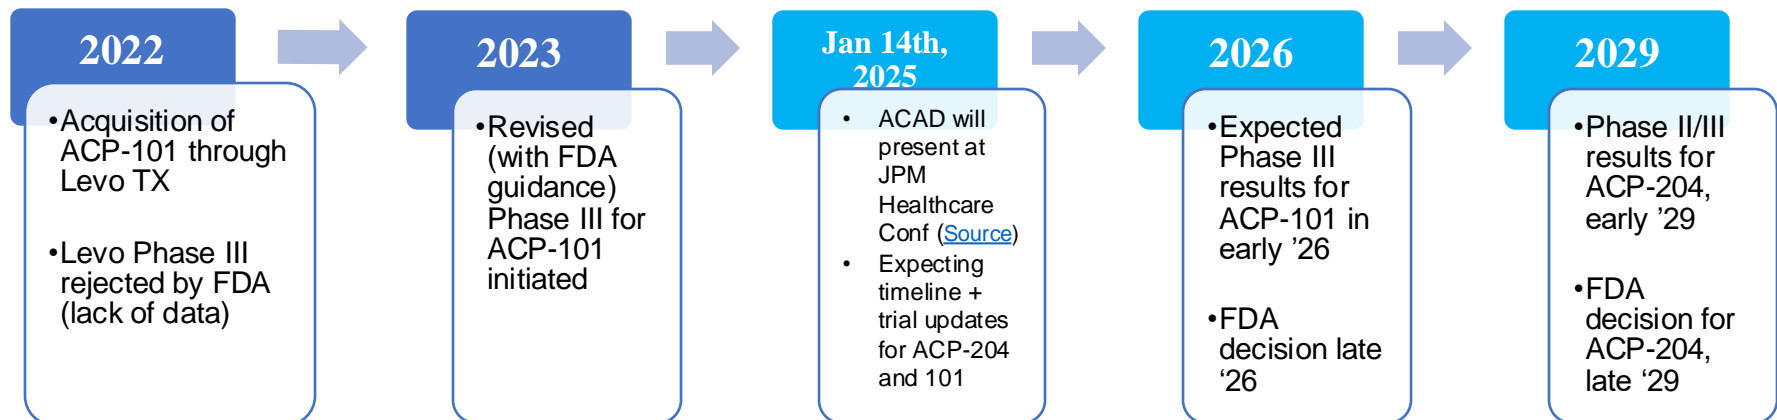 2022
•Acquisition of
ACP-101 through
Levo TX
•Levo Phase III
rejected by FDA
(lack of data)
2023
•Revised
(with FDA
guidance)
Phase III for
ACP-101
initiated
Jan 14th,
2025
• ACAD will
present at
JPM
Healthcare
Conf (Source)
• Expecting
timeline +
trial updates
for ACP-204
and 101
2026
•Expected
Phase III
results for
ACP-101 in
early ’26
•FDA
decision late
‘26
2029
•Phase II/III
results for
ACP-204,
early ’29
•FDA
decision for
ACP-204,
late ’29